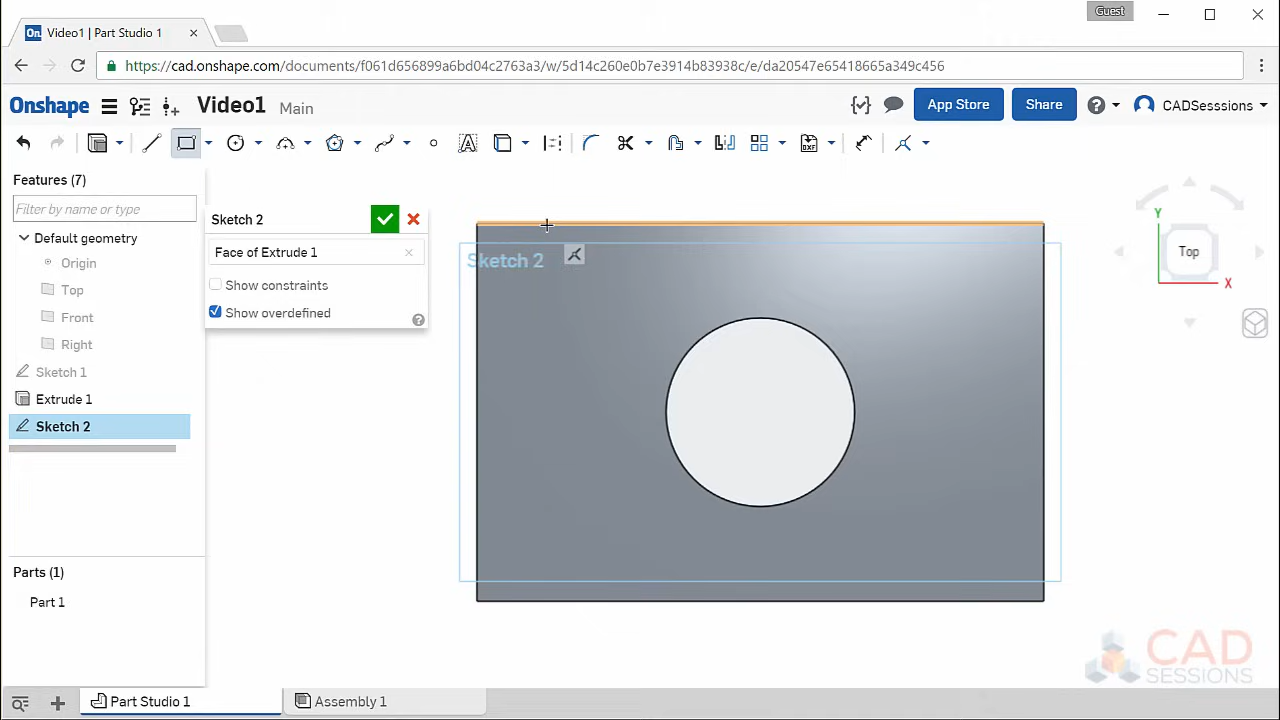 Guest
On Video1 | Part Studio 1
https://cad.onshape.com/documents/f061d656899a6bd04c2763a3/w/5d14c260e0b7e3914b83938c/e/da20547e65418665a349c456
Onshape Video1 Main App Store Share CADSesssions
Features (7)
Filter by name or type
Default geometry
Origin
Top
Front
Right
Sketch 1
Extrude 1
Sketch 2
Parts (1)
Part 1
Sketch 2
Face of Extrude 1
Show constraints
Show overdefined
Sketch 2
Y
Top
X
CAD
SESSIONS
Part Studio 1 Assembly 1